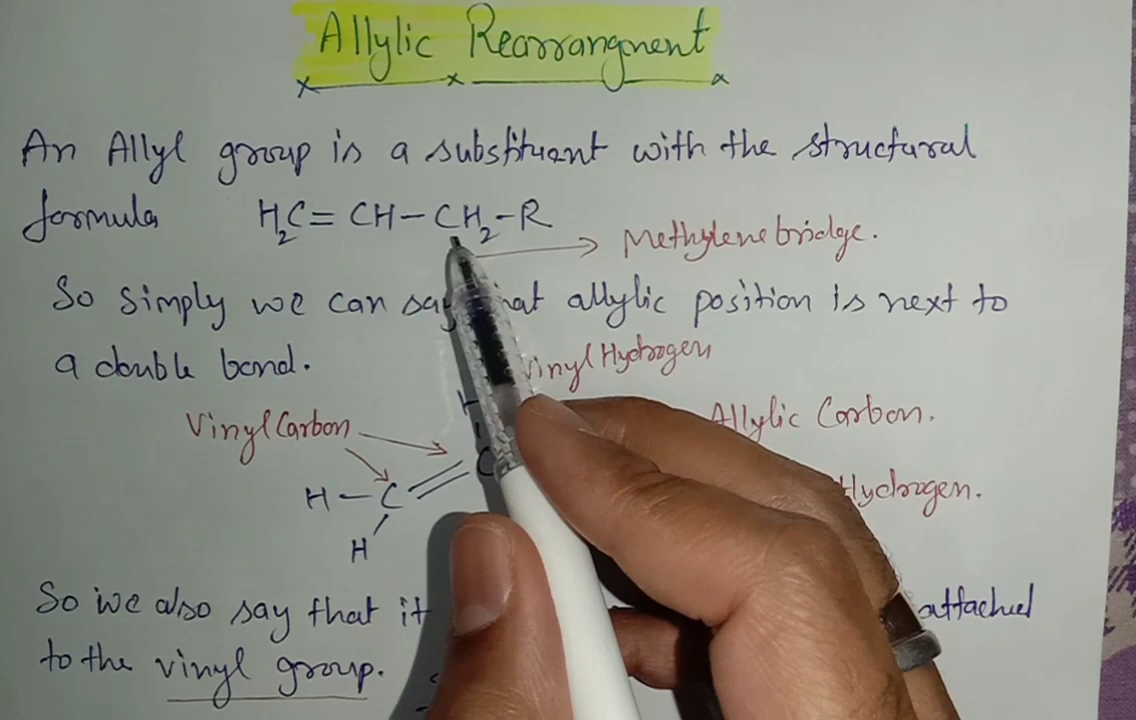 Allylic Rearrangment
An Allyl group is a substituent with the structural
formula H₂C=CH-CH₂-R Methylene bridge.
So simply we can say allylic position is next to
a double bond. Vinyl Hydrogen
Vinyl Carbon Allylic Carbon.
C
H-C Hydrogen.
H
So we also say that it attached
to the vinyl group.